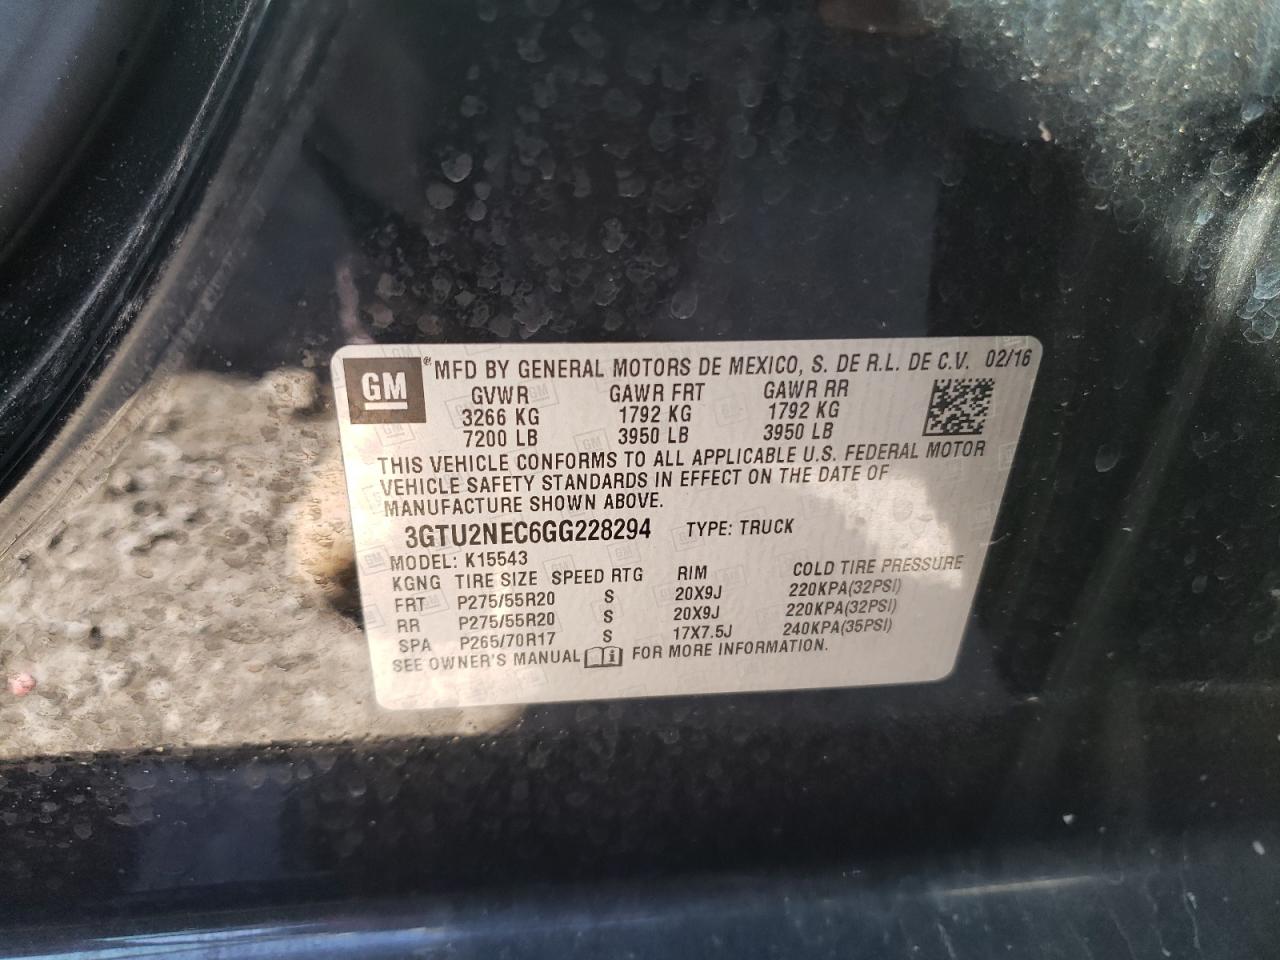 GM
® MFD BY GENERAL MOTORS DE MEXICO, S. DE R.L. DE C.V. 02/16
GVWR GAWR FRT GAWR RR
3266 KG 1792 KG 1792 KG
7200 LB 3950 LB 3950 LB
THIS VEHICLE CONFORMS TO ALL APPLICABLE U.S. FEDERAL MOTOR
VEHICLE SAFETY STANDARDS IN EFFECT ON THE DATE OF
MANUFACTURE SHOWN ABOVE.
3GTU2NEC6GG228294 TYPE: TRUCK
MODEL: K15543
KGNG TIRE SIZE SPEED RTG RIM COLD TIRE PRESSURE
FRT P275/55R20 S 20X9J 220KPA(32PSI)
RR P275/55R20 S 20X9J 220KPA(32PSI)
SPA P265/70R17 S 17X7.5J 240KPA(35PSI)
SEE OWNER'S MANUAL i FOR MORE INFORMATION.